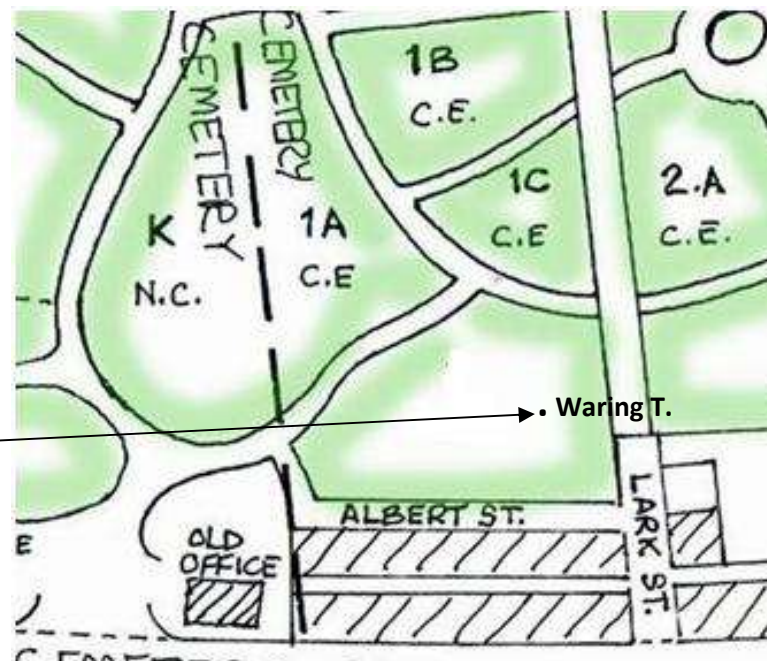 CEMETERY
CEMETERY
1B
C.E.
K
N.C.
1A
C.E
1C
C.E
2.A
C.E.
. Waring T.
ALBERT ST.
LARK ST.
OLD
OFFICE
E